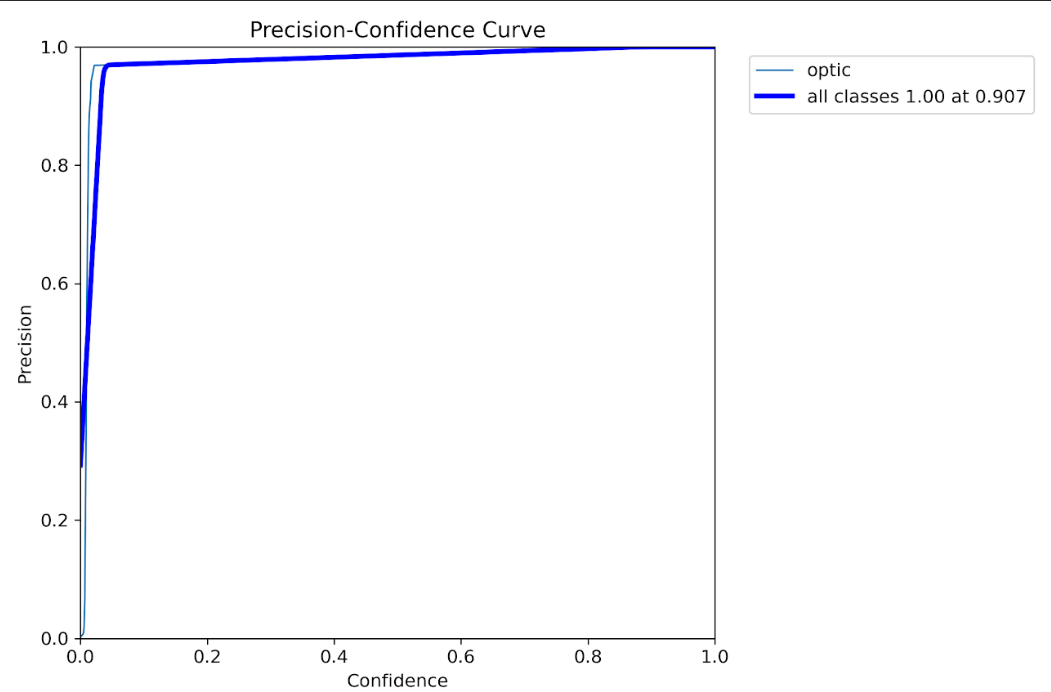 Precision-Confidence Curve
optic
all classes 1.00 at 0.907
Precision
1.0
0.8
0.6
0.4
0.2
0.0
0.0 0.2 0.4 0.6 0.8 1.0
Confidence